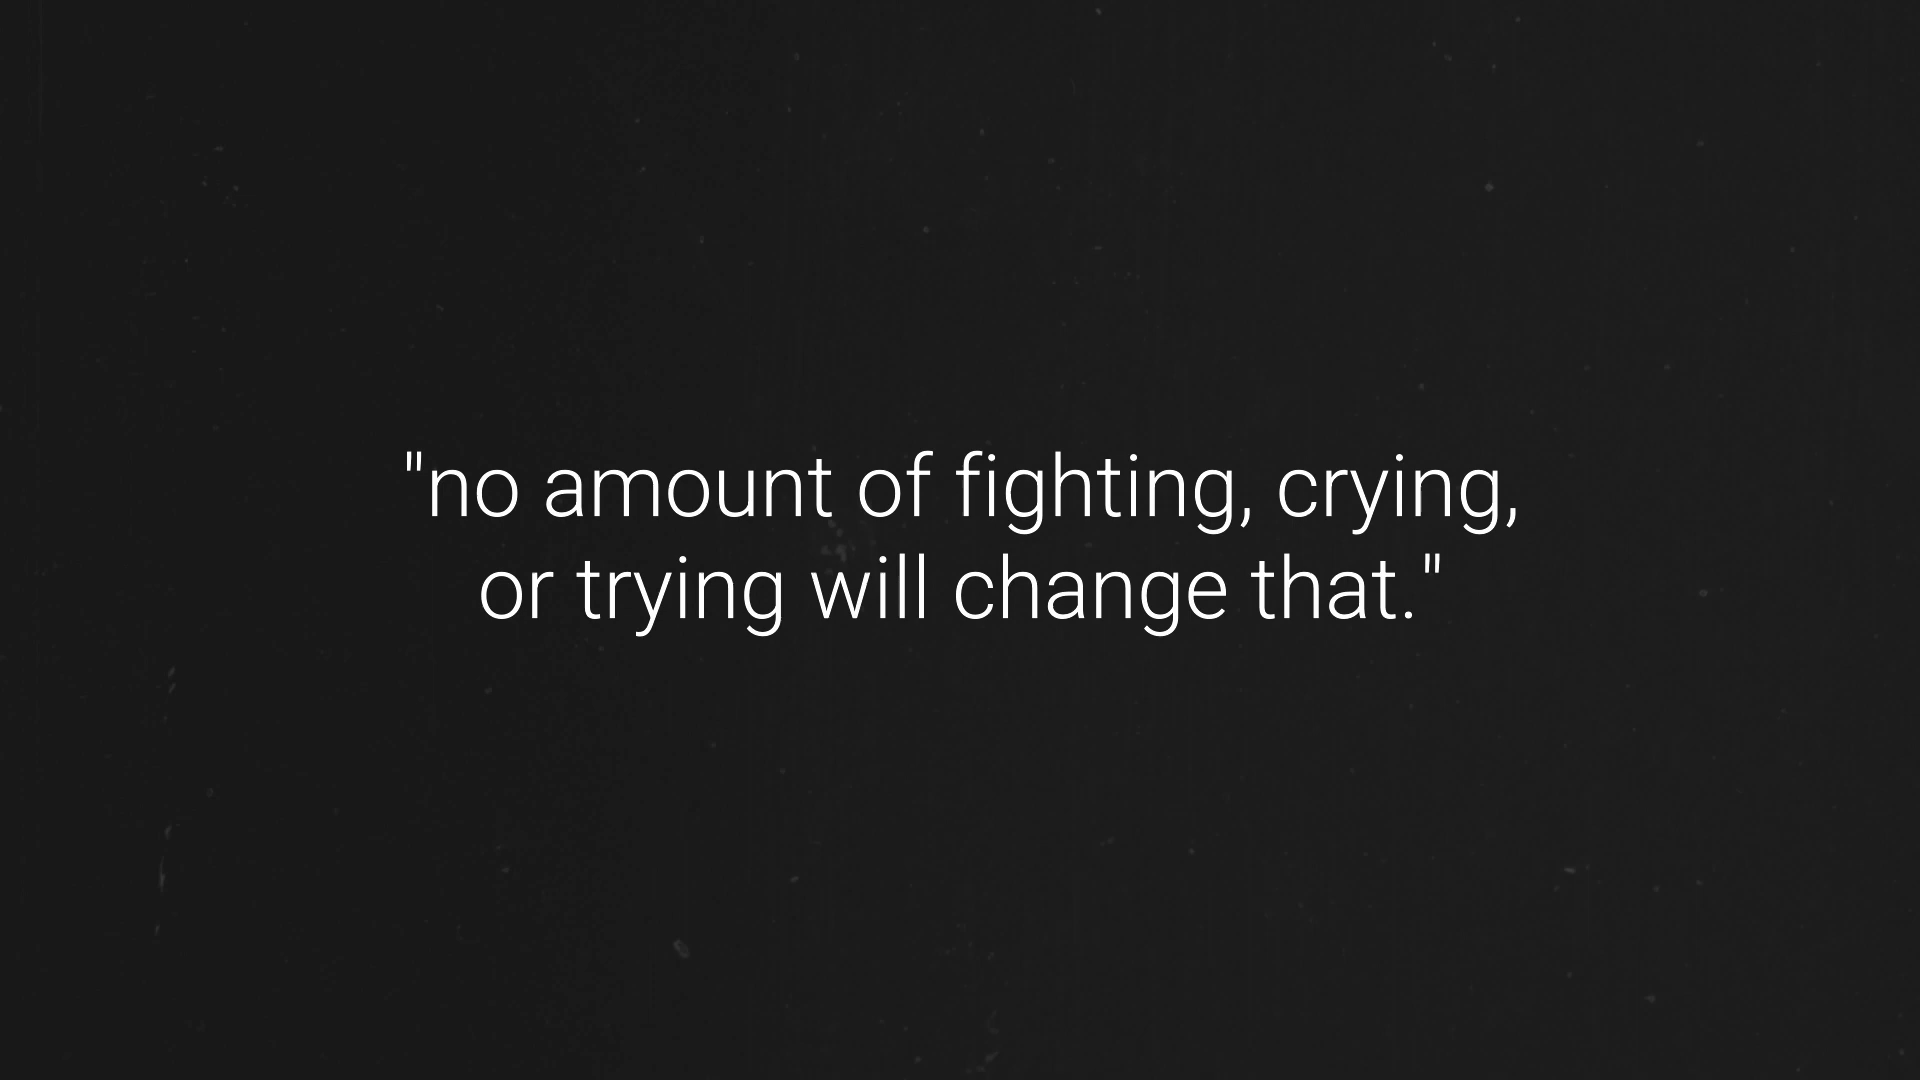 "no amount of fighting, crying,
or trying will change that."